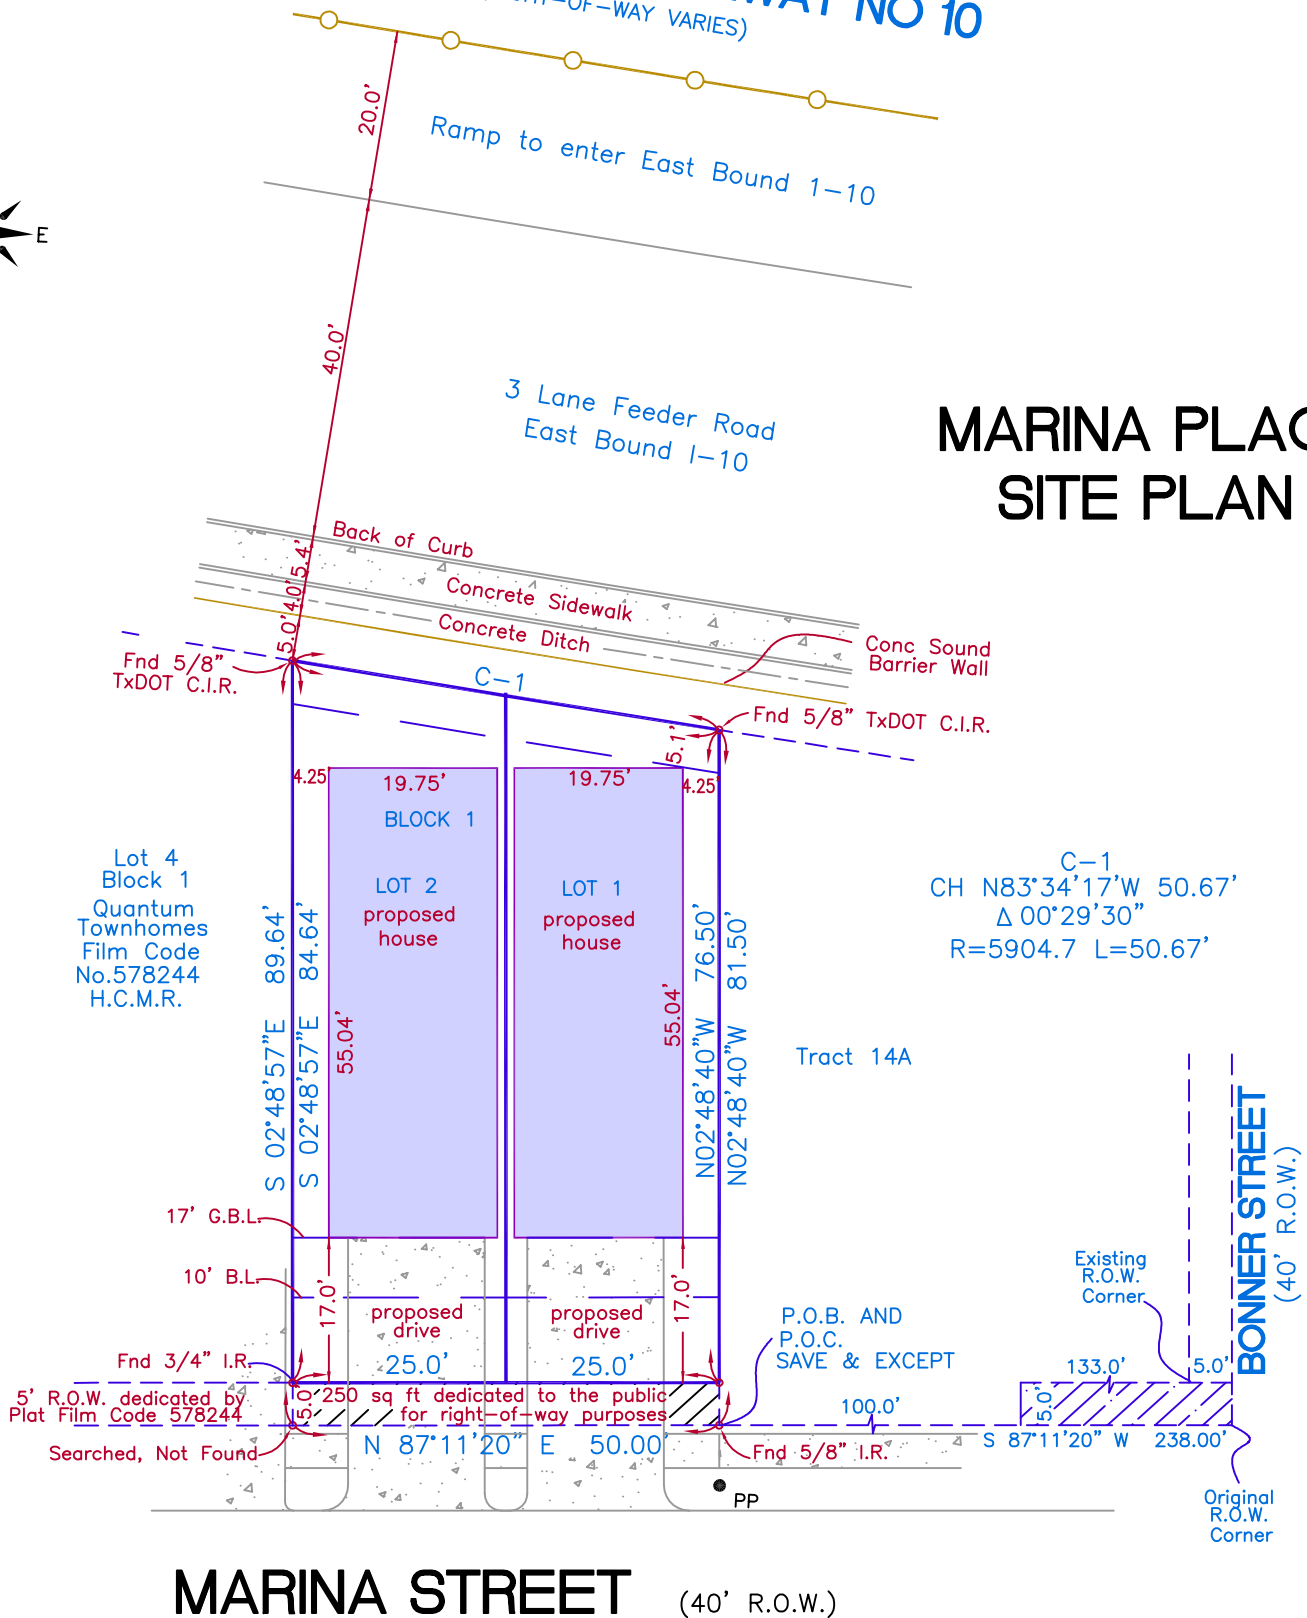 WAY NO 10
OF-WAY VARIES)
20.0'
Ramp to enter East Bound 1-10
E
40.0'
3 Lane Feeder Road
East Bound I-10
MARINA PLAC
SITE PLAN
Back of Curb
5.4'
Concrete Sidewalk
4.0'
Concrete Ditch
5.0'
Conc Sound
Barrier Wall
Fnd 5/8"
TxDOT C.I.R.
C-1
Fnd 5/8" TxDOT C.I.R.
5.1'
4.25'
19.75'
19.75'
4.25'
BLOCK 1
Lot 4
Block 1
Quantum
Townhomes
Film Code
No.578244
H.C.M.R.
LOT 2
proposed
house
LOT 1
proposed
house
C-1
CH N83°34'17'W 50.67'
Δ 00°29'30"
R=5904.7 L=50.67'
S 02°48'57"E 89.64'
S 02°48'57"E 84.64'
55.04'
55.04'
N02°48'40"W 76.50'
N02°48'40"W 81.50'
Tract 14A
BONNER STREET
(40' R.O.W.)
17' G.B.L.
10' B.L.
17.0'
17.0'
proposed
drive
proposed
drive
25.0'
25.0'
Existing
R.O.W.
Corner
P.O.B. AND
P.O.C.
SAVE & EXCEPT
Fnd 3/4" I.R.
133.0'
5.0'
5' R.O.W. dedicated by
Plat Film Code 578244
5.0'
250 sq ft dedicated to the public
for right-of-way purposes
100.0'
5.0'
Searched, Not Found
N 87°11'20" E 50.00'
Fnd 5/8" I.R.
S 87°11'20" W 238.00'
PP
Original
R.O.W.
Corner
MARINA STREET (40' R.O.W.)